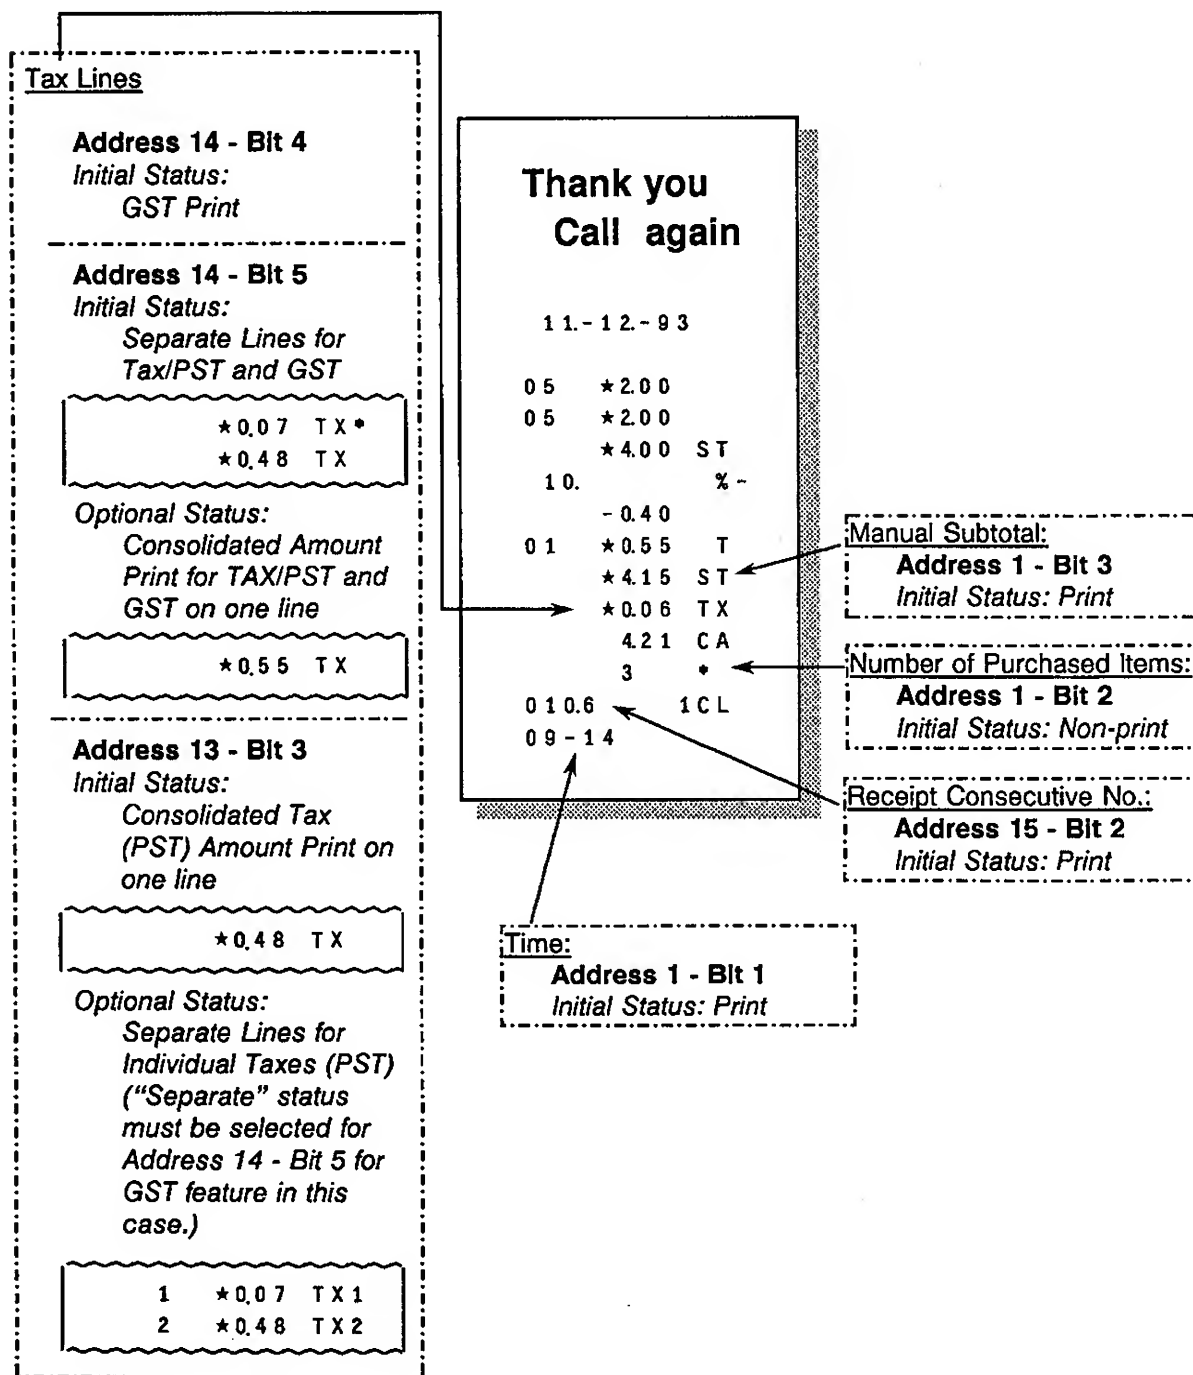 Tax Lines
Address 14 - Bit 4
Initial Status:
GST Print
Address 14 - Bit 5
Initial Status:
Separate Lines for
Tax/PST and GST
★0.07 TX*
★0.48 TX
Optional Status:
Consolidated Amount
Print for TAX/PST and
GST on one line
★0.55 TX
Address 13 - Bit 3
Initial Status:
Consolidated Tax
(PST) Amount Print on
one line
★0.48 TX
Optional Status:
Separate Lines for
Individual Taxes (PST)
(“Separate” status
must be selected for
Address 14 - Bit 5 for
GST feature in this
case.)
1 ★0.07 TX1
2 ★0.48 TX2
Thank you
Call again
11.-12.-93
05 ★2.00
05 ★2.00
★4.00 ST
10. %-
-0.40
01 ★0.55 T
★4.15 ST
★0.06 TX
4.21 CA
3 *
010.6 1CL
09-14
Manual Subtotal:
Address 1 - Bit 3
Initial Status: Print
Number of Purchased Items:
Address 1 - Bit 2
Initial Status: Non-print
Receipt Consecutive No.:
Address 15 - Bit 2
Initial Status: Print
Time:
Address 1 - Bit 1
Initial Status: Print